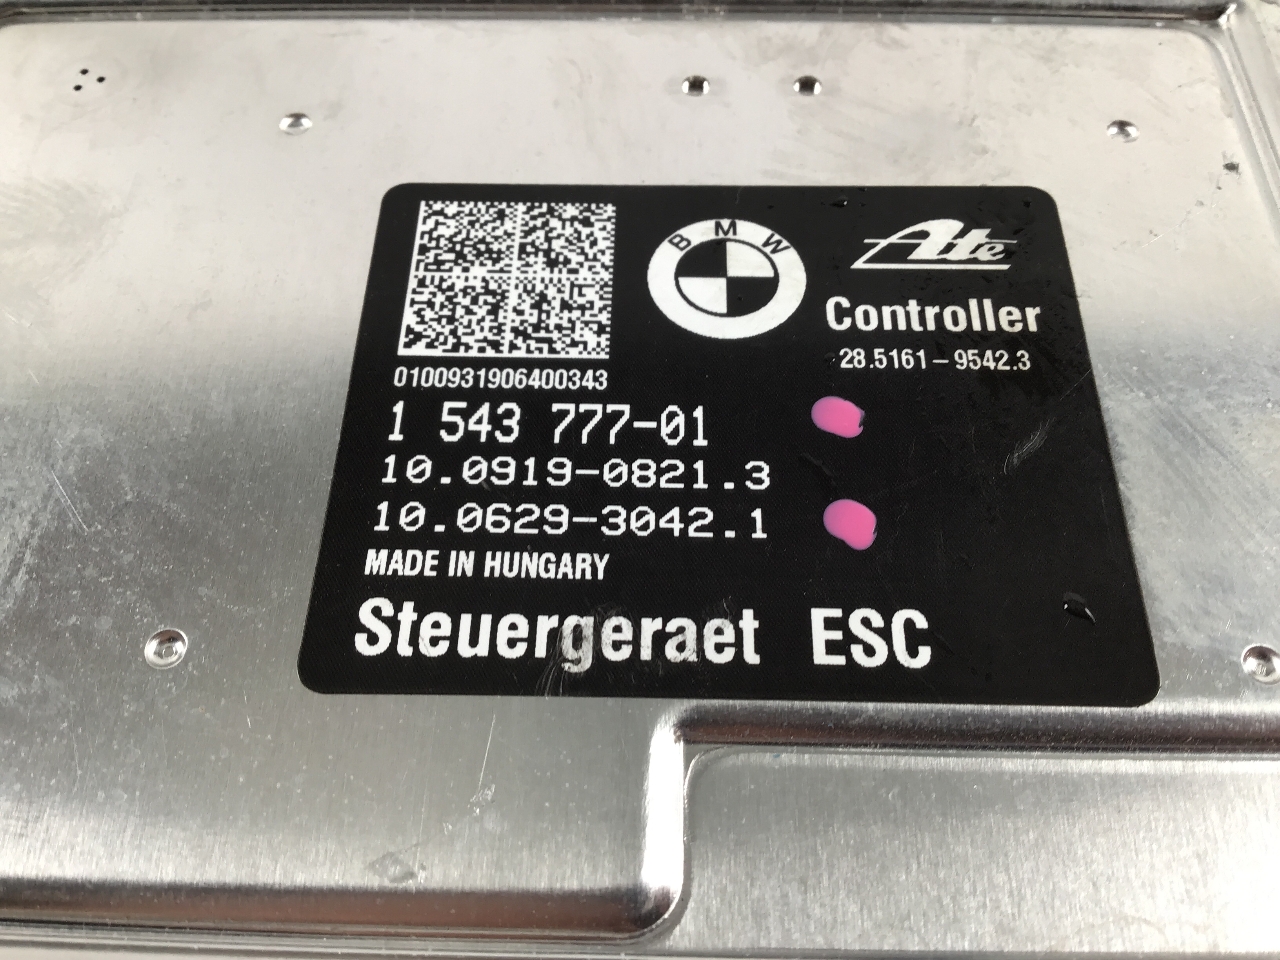 BMW
Ate
Controller
28.5161-9542.3
0100931906400343
1 543 777-01
10.0919-0821.3
10.0629-3042.1
MADE IN HUNGARY
Steuergeraet ESC